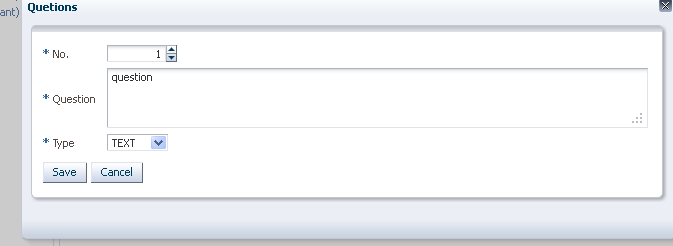 Quetions
ant)
* No. 1
question
* Question
* Type TEXT
Save Cancel